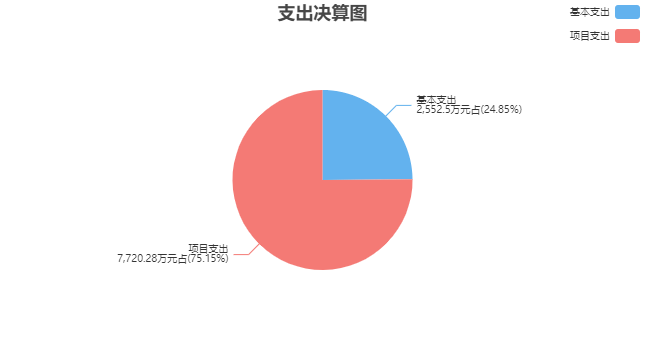 支出决算图
基本支出
项目支出
基本支出
2,552.5万元占(24.85%)
项目支出
7,720.28万元占(75.15%)